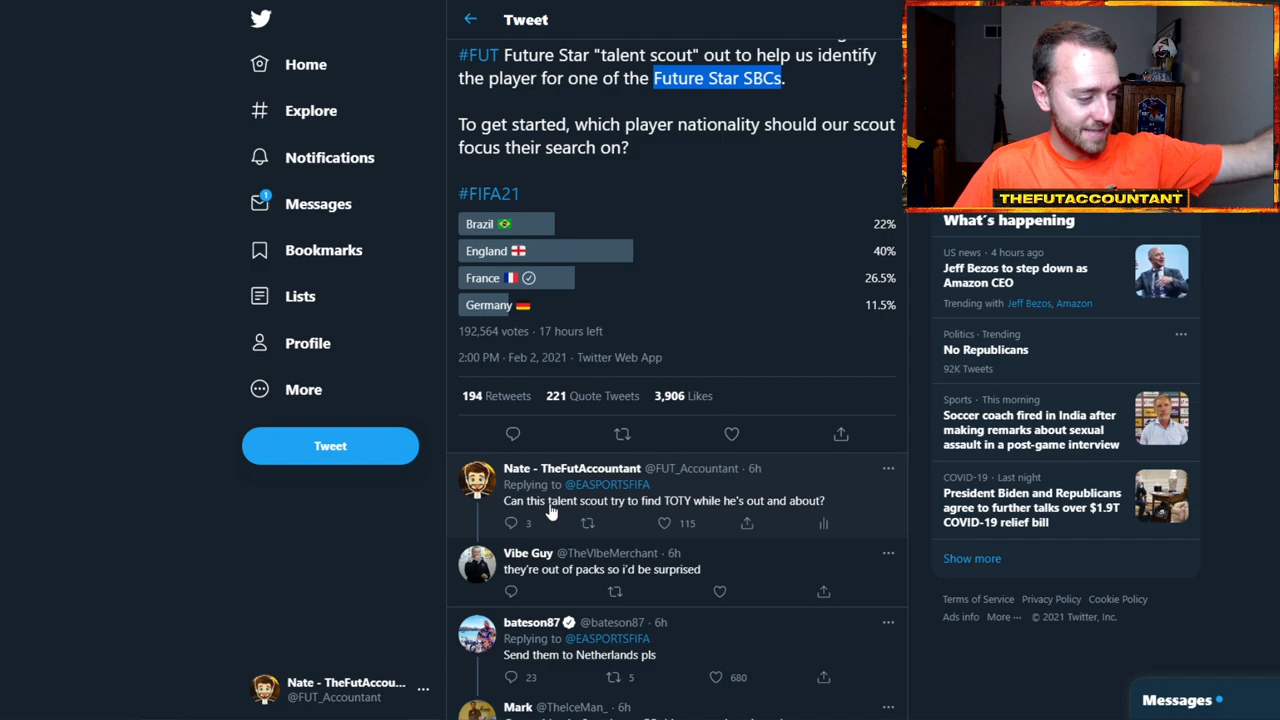 Tweet
#FUT Future Star "talent scout" out to help us identify
the player for one of the Future Star SBCs.
To get started, which player nationality should our scout
focus their search on?
#FIFA21
Brazil 22%
England 40%
France 26.5%
Germany 11.5%
192,564 votes · 17 hours left
2:00 PM · Feb 2, 2021 · Twitter Web App
194 Retweets 221 Quote Tweets 3,906 Likes
Nate - TheFutAccountant @FUT_Accountant · 6h
Replying to @EASPORTSFIFA
Can this talent scout try to find TOTY while he's out and about?
3 115
Vibe Guy @TheVIbeMerchant · 6h
they're out of packs so i'd be surprised
bateson87 @bateson87 · 6h
Replying to @EASPORTSFIFA
Send them to Netherlands pls
23 5 680
Mark @TheIceMan_ · 6h
Home
Explore
Notifications
1
Messages
Bookmarks
Lists
Profile
More
Tweet
Nate - TheFutAccou...
@FUT_Accountant
THEFUTACCOUNTANT
What's happening
US news · 4 hours ago
Jeff Bezos to step down as
Amazon CEO
Trending with Jeff Bezos, Amazon
Politics · Trending
No Republicans
92K Tweets
Sports · This morning
Soccer coach fired in India after
making remarks about sexual
assault in a post-game interview
COVID-19 · Last night
President Biden and Republicans
agree to further talks over $1.9T
COVID-19 relief bill
Show more
Terms of Service Privacy Policy Cookie Policy
Ads info More ··· © 2021 Twitter, Inc.
Messages